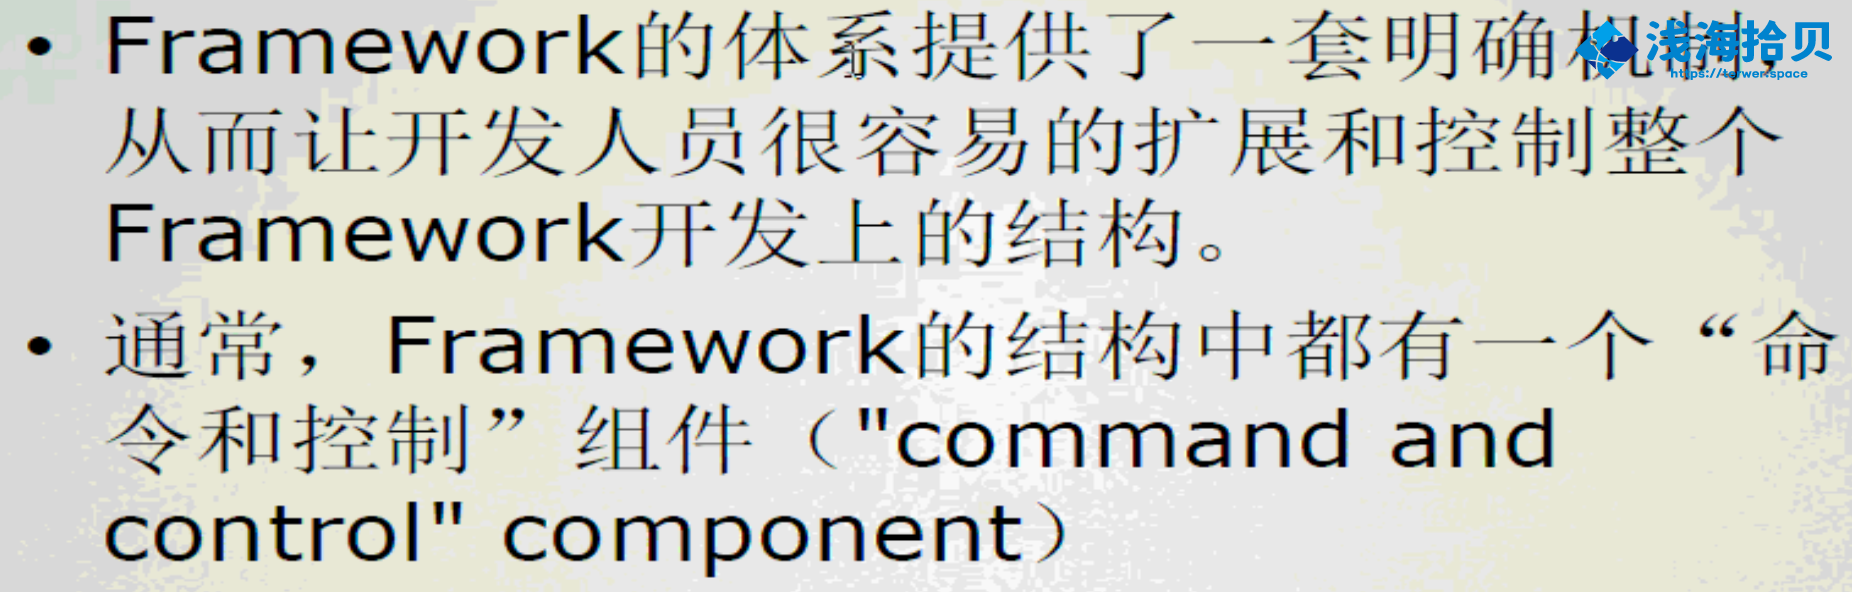 • Framework的体系提供了一套明确机制，
浅海拾贝
https://terwer.space
从而让开发人员很容易的扩展和控制整个
Framework开发上的结构。
• 通常，Framework的结构中都有一个“命
令和控制”组件（"command and
control" component）